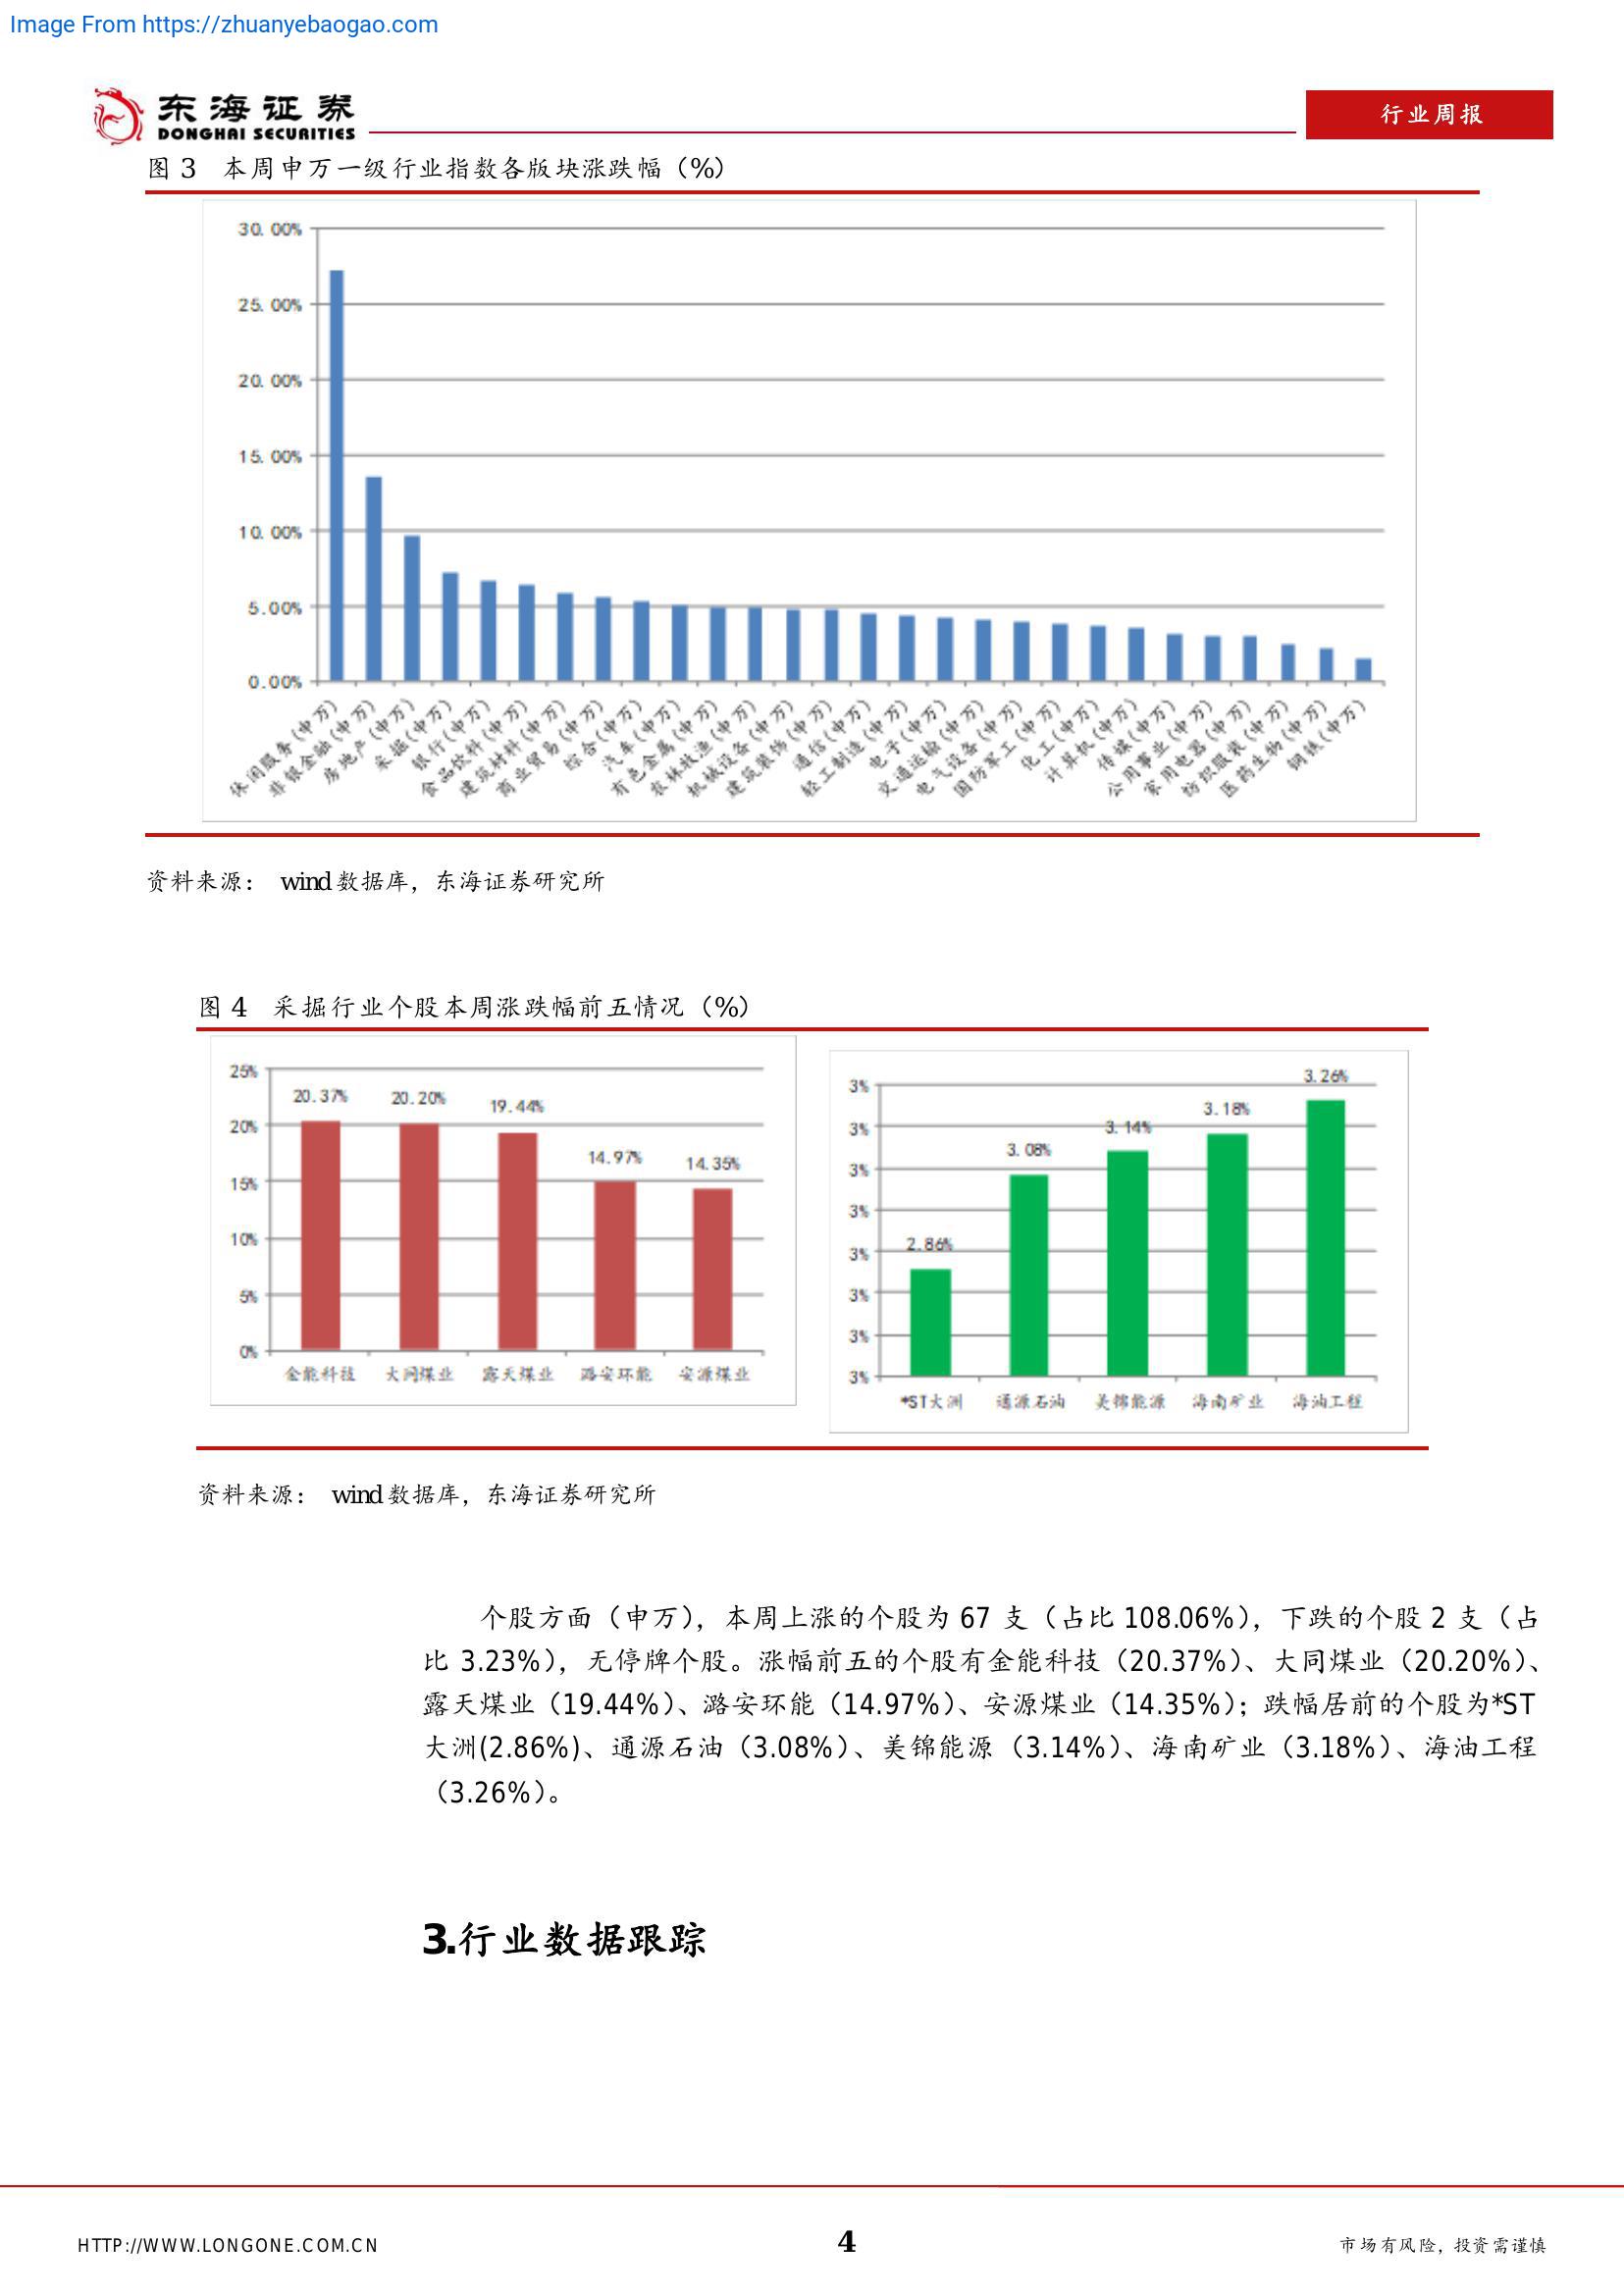 Image From https://zhuanyebaogao.com
东海证券
DONGHAI SECURITIES
行业周报
图 3 本周申万一级行业指数各版块涨跌幅（%）
30.00%
25.00%
20.00%
15.00%
10.00%
5.00%
0.00%
休闲服务(申万)
非银金融(申万)
房地产(申万)
采掘(申万)
银行(申万)
食品饮料(申万)
建筑材料(申万)
商业贸易(申万)
综合(申万)
汽车(申万)
有色金属(申万)
农林牧渔(申万)
机械设备(申万)
建筑装饰(申万)
通信(申万)
轻工制造(申万)
电子(申万)
交通运输(申万)
电气设备(申万)
国防军工(申万)
化工(申万)
计算机(申万)
传媒(申万)
公用事业(申万)
家用电器(申万)
纺织服装(申万)
医药生物(申万)
钢铁(申万)
资料来源： wind数据库，东海证券研究所
图 4 采掘行业个股本周涨跌幅前五情况（%）
25%
20%
15%
10%
5%
0%
20.37%
20.20%
19.44%
14.97%
14.35%
金能科技 大同煤业 露天煤业 潞安环能 安源煤业
3%
3%
3%
3%
3%
3%
3%
3%
2.86%
3.08%
3.14%
3.18%
3.26%
*ST大洲 通源石油 美锦能源 海南矿业 海油工程
资料来源： wind数据库，东海证券研究所
个股方面（申万），本周上涨的个股为 67 支（占比 108.06%），下跌的个股 2 支（占
比 3.23%），无停牌个股。涨幅前五的个股有金能科技（20.37%）、大同煤业（20.20%）、
露天煤业（19.44%）、潞安环能（14.97%）、安源煤业（14.35%）；跌幅居前的个股为*ST
大洲(2.86%)、通源石油（3.08%）、美锦能源（3.14%）、海南矿业（3.18%）、海油工程
（3.26%）。
3.行业数据跟踪
HTTP://WWW.LONGONE.COM.CN
4
市场有风险，投资需谨慎